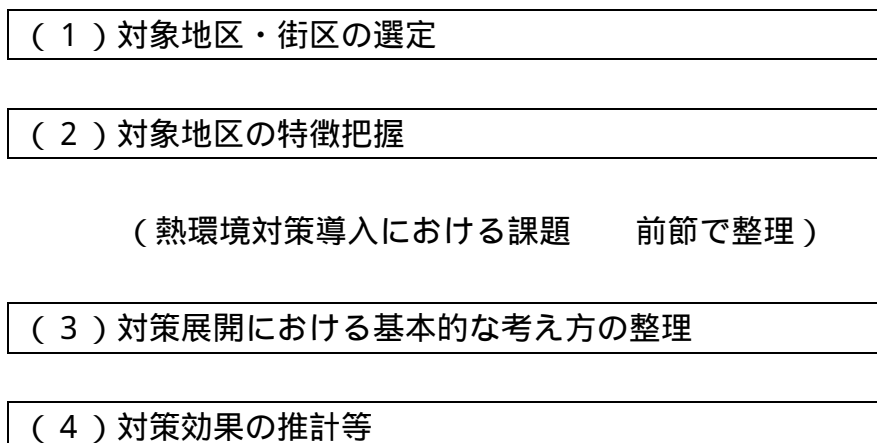 （１）対象地区・街区の選定
（２）対象地区の特徴把握
（熱環境対策導入における課題　　前節で整理）
（３）対策展開における基本的な考え方の整理
（４）対策効果の推計等